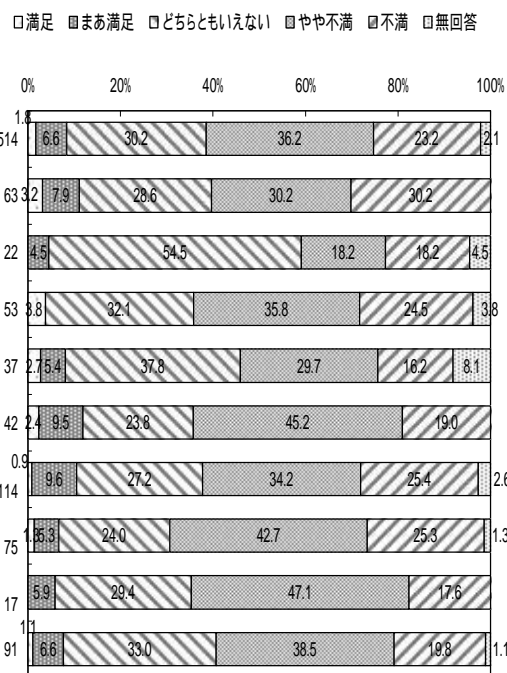 満足 まあ満足 どちらともいえない やや不満 不満 無回答
0% 20% 40% 60% 80% 100%
1.8
514 6.6 30.2 36.2 23.2 2.1
63 3.2 7.9 28.6 30.2 30.2
22 4.5 54.5 18.2 18.2 4.5
53 3.8 32.1 35.8 24.5 3.8
37 2.7 5.4 37.8 29.7 16.2 8.1
42 2.4 9.5 23.8 45.2 19.0
0.9
114 9.6 27.2 34.2 25.4 2.6
75 1.3 5.3 24.0 42.7 25.3 1.3
17 5.9 29.4 47.1 17.6
1.1
91 6.6 33.0 38.5 19.8 1.1